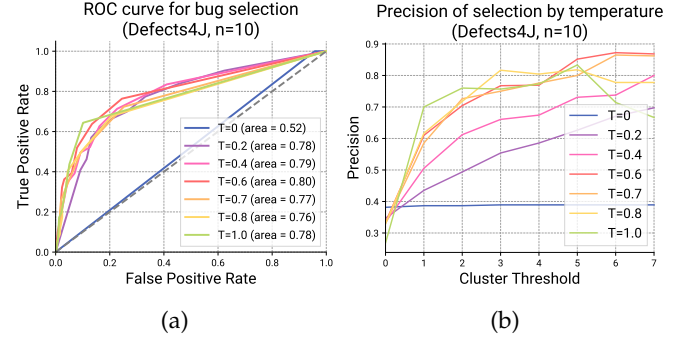 ROC curve for bug selection
(Defects4J, n=10)
True Positive Rate
1.0
0.8
0.6
0.4
0.2
0.0
T=0 (area = 0.52)
T=0.2 (area = 0.78)
T=0.4 (area = 0.79)
T=0.6 (area = 0.80)
T=0.7 (area = 0.77)
T=0.8 (area = 0.76)
T=1.0 (area = 0.78)
0.0 0.2 0.4 0.6 0.8 1.0
False Positive Rate
(a)
Precision of selection by temperature
(Defects4J, n=10)
Precision
0.9
0.8
0.7
0.6
0.5
0.4
0.3
T=0
T=0.2
T=0.4
T=0.6
T=0.7
T=0.8
T=1.0
0 1 2 3 4 5 6 7
Cluster Threshold
(b)